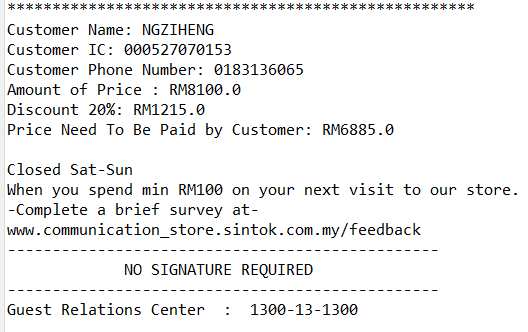 ****************************************************
Customer Name: NGZIHENG
Customer IC: 000527070153
Customer Phone Number: 0183136065
Amount of Price : RM8100.0
Discount 20%: RM1215.0
Price Need To Be Paid by Customer: RM6885.0
Closed Sat-Sun
When you spend min RM100 on your next visit to our store.
-Complete a brief survey at-
www.communication_store.sintok.com.my/feedback
------------------------------------------------
NO SIGNATURE REQUIRED
------------------------------------------------
Guest Relations Center  :  1300-13-1300